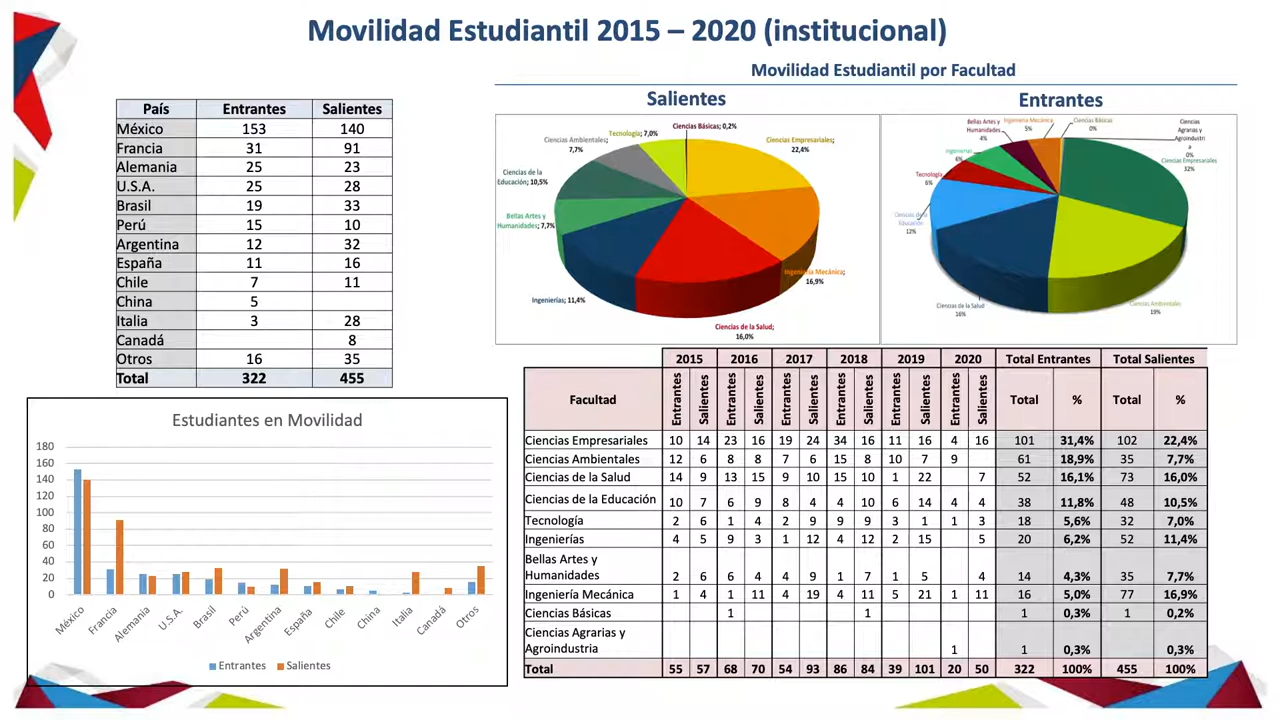 Movilidad Estudiantil 2015 – 2020 (institucional)
Movilidad Estudiantil por Facultad
País Entrantes Salientes
México 153 140
Francia 31 91
Alemania 25 23
U.S.A. 25 28
Brasil 19 33
Perú 15 10
Argentina 12 32
España 11 16
Chile 7 11
China 5
Italia 3 28
Canadá 8
Otros 16 35
Total 322 455
Salientes
Ciencias Básicas; 0,2%
Tecnología; 7,0%
Ciencias Ambientales;
7,7%
Ciencias Empresariales;
22,4%
Ciencias de la
Educación; 10,5%
Bellas Artes y
Humanidades; 7,7%
Ingeniería Mecánica;
16,9%
Ingenierías; 11,4%
Ciencias de la Salud;
16,0%
Entrantes
Bellas Artes y
Humanidades
4%
Ingeniería Mecánica
5%
Ciencias Básicas
0%
Ciencias
Agrarias y
Agroindustri
a
0%
Ciencias Empresariales
32%
Ingenierías
6%
Tecnología
6%
Ciencias de la
Educación
12%
Ciencias de la Salud
16%
Ciencias Ambientales
19%
Estudiantes en Movilidad
180
160
140
120
100
80
60
40
20
0
México Francia Alemania U.S.A. Brasil Perú Argentina España Chile China Italia Canadá Otros
Entrantes Salientes
2015 2016 2017 2018 2019 2020 Total Entrantes Total Salientes
Facultad Entrantes Salientes Entrantes Salientes Entrantes Salientes Entrantes Salientes Entrantes Salientes Entrantes Salientes Total % Total %
Ciencias Empresariales 10 14 23 16 19 24 34 16 11 16 4 16 101 31,4% 102 22,4%
Ciencias Ambientales 12 6 8 8 7 6 15 8 10 7 9 61 18,9% 35 7,7%
Ciencias de la Salud 14 9 13 15 9 10 15 10 1 22 7 52 16,1% 73 16,0%
Ciencias de la Educación 10 7 6 9 8 4 4 10 6 14 4 4 38 11,8% 48 10,5%
Tecnología 2 6 1 4 2 9 9 9 3 1 1 3 18 5,6% 32 7,0%
Ingenierías 4 5 9 3 1 12 4 12 2 15 5 20 6,2% 52 11,4%
Bellas Artes y
Humanidades 2 6 6 4 4 9 1 7 1 5 4 14 4,3% 35 7,7%
Ingeniería Mecánica 1 4 1 11 4 19 4 11 5 21 1 11 16 5,0% 77 16,9%
Ciencias Básicas 1 1 1 0,3% 1 0,2%
Ciencias Agrarias y
Agroindustria 1 1 0,3% 0,3%
Total 55 57 68 70 54 93 86 84 39 101 20 50 322 100% 455 100%